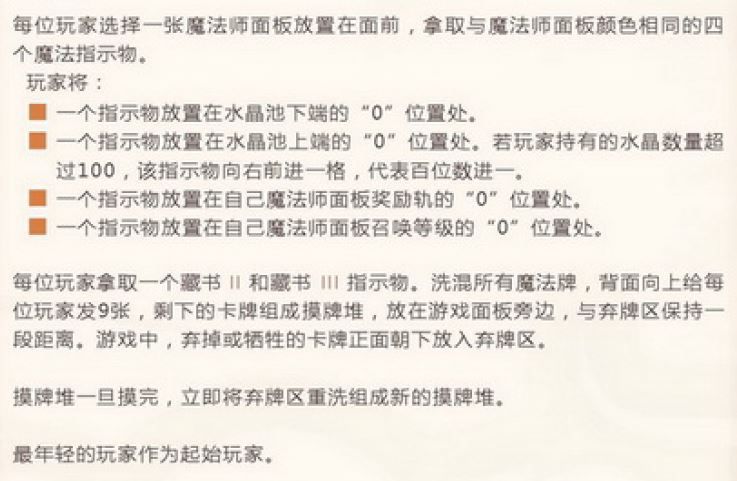 每位玩家选择一张魔法师面板放置在面前，拿取与魔法师面板颜色相同的四
个魔法指示物。
玩家将：
一个指示物放置在水晶池下端的“0”位置处。
一个指示物放置在水晶池上端的“0”位置处。若玩家持有的水晶数量超
过100，该指示物向右前进一格，代表百位数进一。
一个指示物放置在自己魔法师面板奖励轨的“0”位置处。
一个指示物放置在自己魔法师面板召唤等级的“0”位置处。
每位玩家拿取一个藏书 II 和藏书 III 指示物。洗混所有魔法牌，背面向上给每
位玩家发9张，剩下的卡牌组成摸牌堆，放在游戏面板旁边，与弃牌区保持一
段距离。游戏中，弃掉或牺牲的卡牌正面朝下放入弃牌区。
摸牌堆一旦摸完，立即将弃牌区重洗组成新的摸牌堆。
最年轻的玩家作为起始玩家。